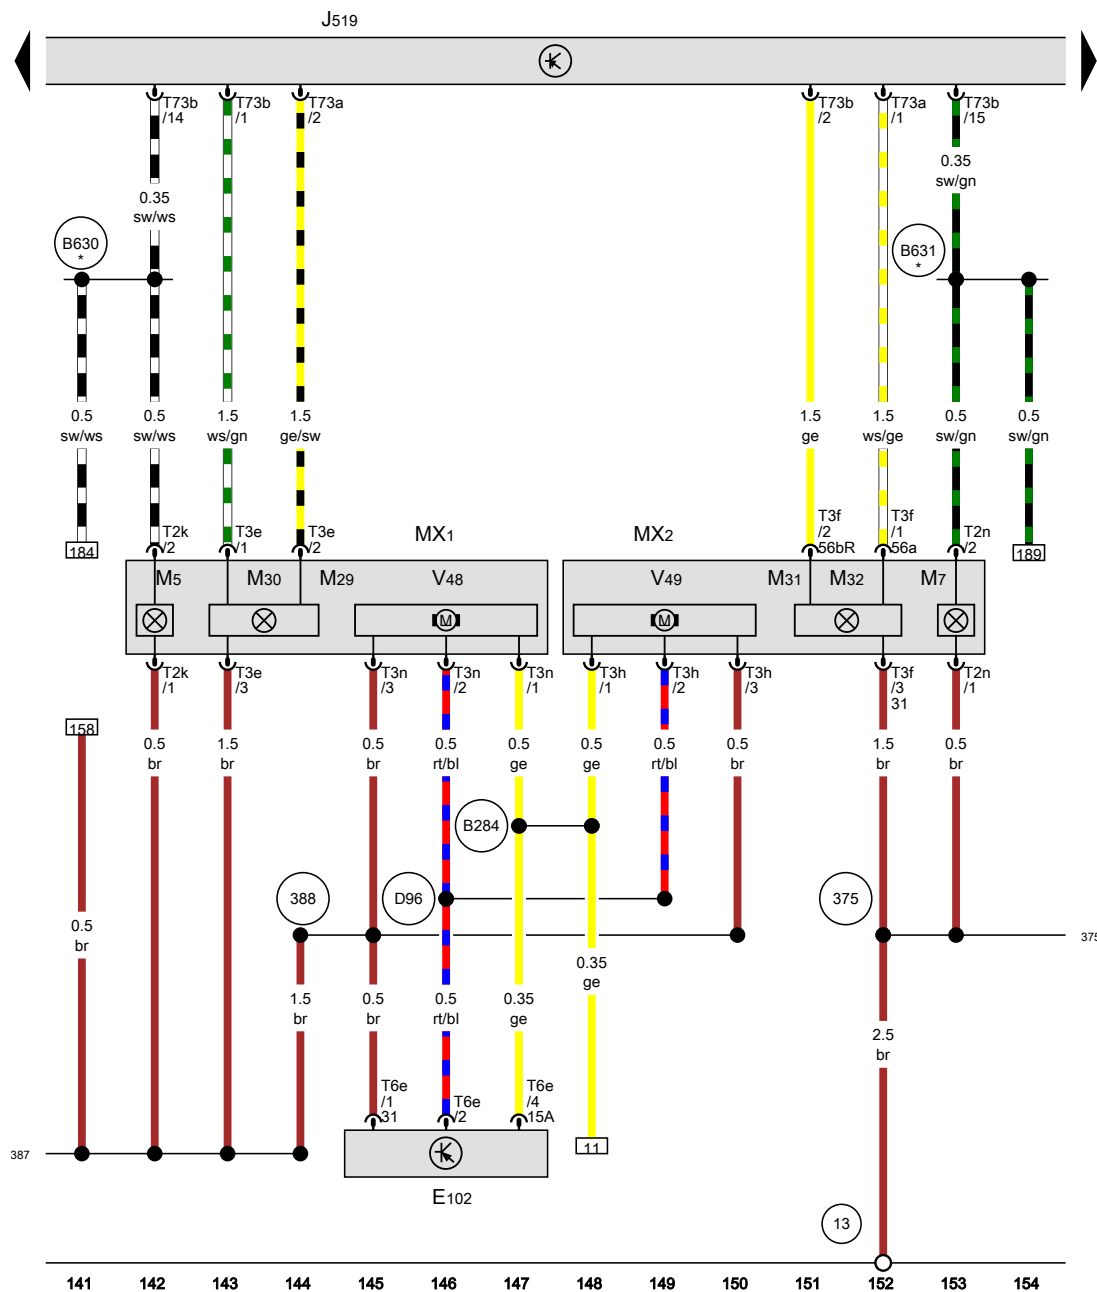 J519
T73b
/14
T73b
/1
T73a
/2
T73b
/2
T73a
/1
T73b
/15
0.35
sw/ws
0.35
sw/gn
B630
*
B631
*
0.5
sw/ws
0.5
sw/ws
1.5
ws/gn
1.5
ge/sw
1.5
ge
1.5
ws/ge
0.5
sw/gn
0.5
sw/gn
184
T2k
/2
T3e
/1
T3e
/2
MX1
MX2
T3f
/2
56bR
T3f
/1
56a
T2n
/2
189
M5
M30
M29
V48
V49
M31
M32
M7
M
M
T2k
/1
T3e
/3
T3n
/3
T3n
/2
T3n
/1
T3h
/1
T3h
/2
T3h
/3
T3f
/3
31
T2n
/1
158
0.5
br
1.5
br
0.5
br
0.5
rt/bl
0.5
ge
0.5
ge
0.5
rt/bl
0.5
br
1.5
br
0.5
br
B284
388
D96
375
375
0.5
br
0.35
ge
1.5
br
0.5
br
0.5
rt/bl
0.35
ge
2.5
br
T6e
/1
31
T6e
/2
T6e
/4
15A
387
11
E102
13
141 142 143 144 145 146 147 148 149 150 151 152 153 154